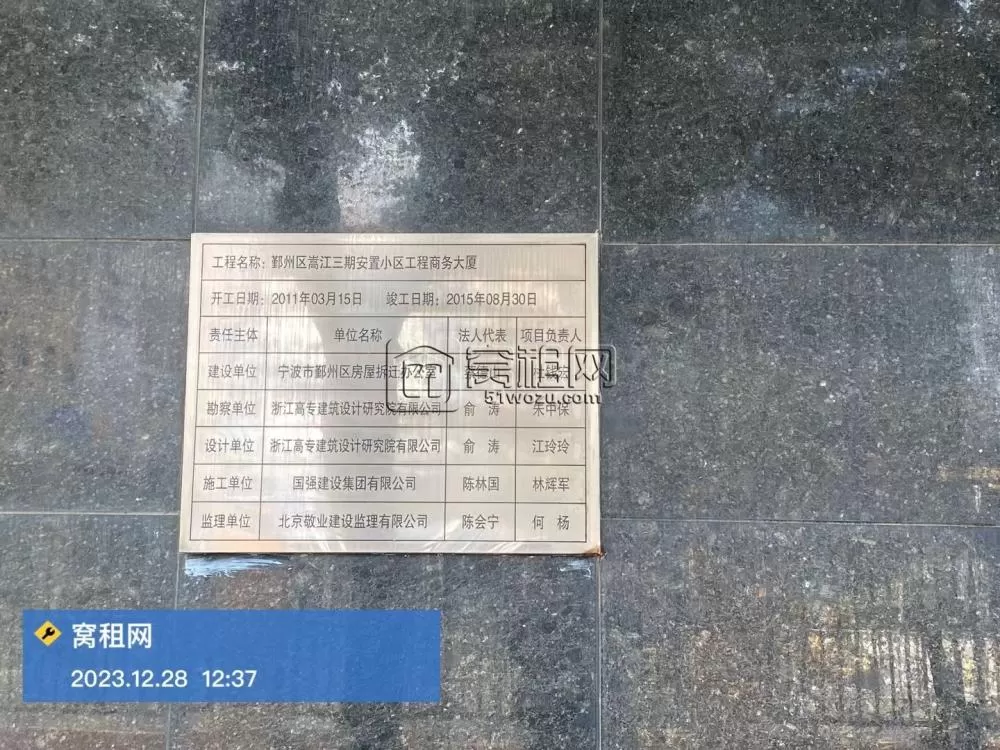 工程名称：鄞州区嵩江三期安置小区工程商务大厦
开工日期：2011年03月15日 竣工日期：2015年08月30日
责任主体 单位名称 法人代表 项目负责人
建设单位 宁波市鄞州区房屋拆迁办公室
勘察单位 浙江高专建筑设计研究院有限公司 俞涛 朱中保
设计单位 浙江高专建筑设计研究院有限公司 俞涛 江玲玲
施工单位 国强建设集团有限公司 陈林国 林辉军
监理单位 北京敬业建设监理有限公司 陈会宁 何杨
窝租网
51wozu.com
窝租网
2023.12.28 12:37